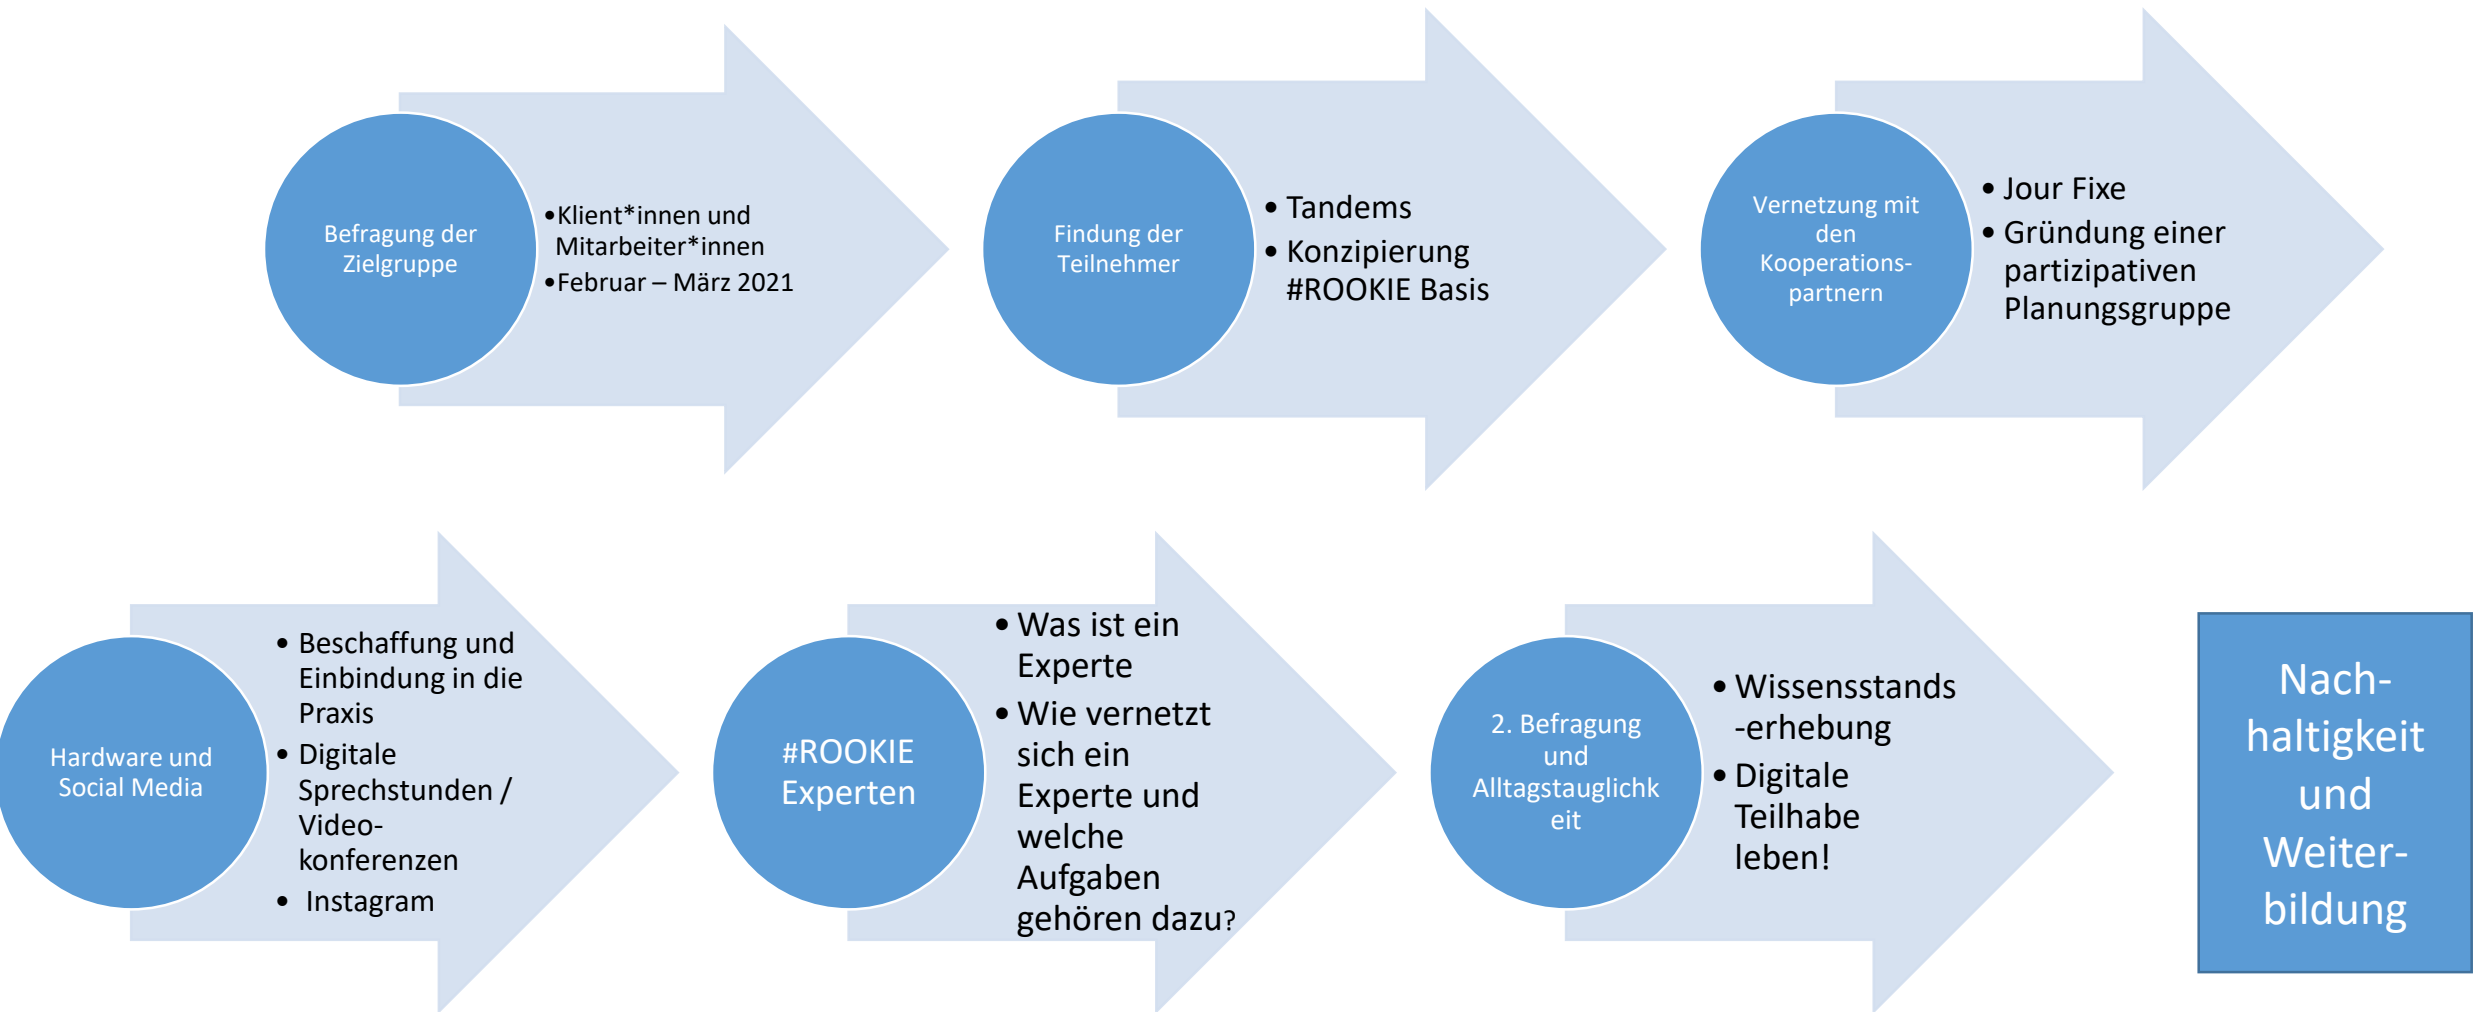 Befragung der
Zielgruppe
•Klient*innen und
Mitarbeiter*innen
•Februar – März 2021
Findung der
Teilnehmer
• Tandems
• Konzipierung
#ROOKIE Basis
Vernetzung mit
den
Kooperations-
partnern
• Jour Fixe
• Gründung einer
partizipativen
Planungsgruppe
Hardware und
Social Media
• Beschaffung und
Einbindung in die
Praxis
• Digitale
Sprechstunden /
Video-
konferenzen
• Instagram
#ROOKIE
Experten
• Was ist ein
Experte
• Wie vernetzt
sich ein
Experte und
welche
Aufgaben
gehören dazu?
2. Befragung
und
Alltagstauglichk
eit
• Wissensstands
-erhebung
• Digitale
Teilhabe
leben!
Nach-
haltigkeit
und
Weiter-
bildung